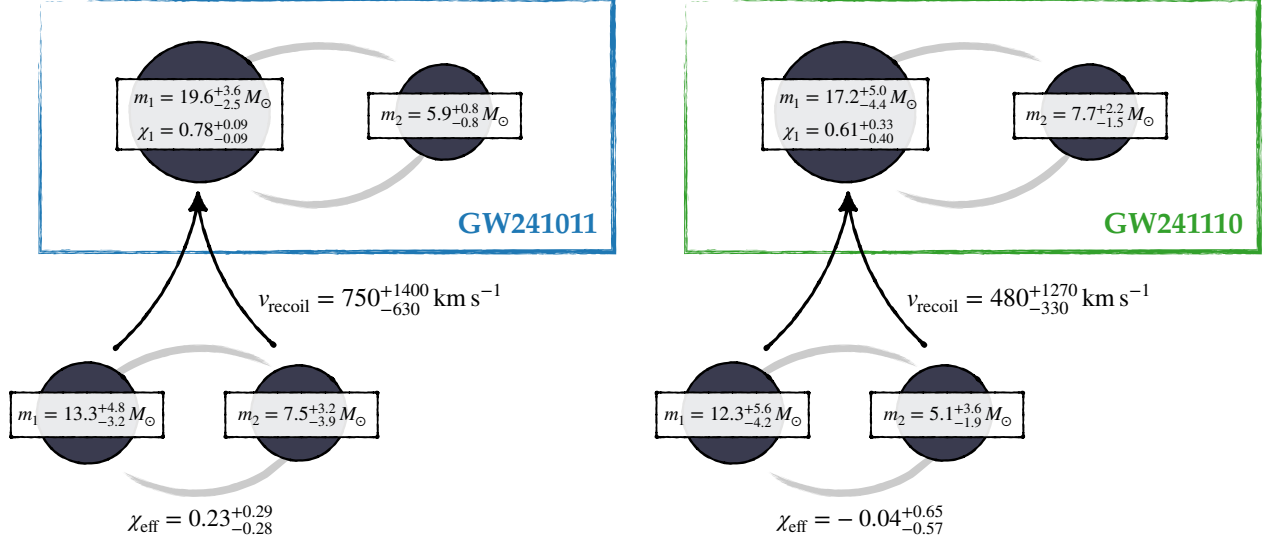 m₁ = 19.6⁺³·⁶₋₂.₅ M⊙
χ₁ = 0.78⁺⁰·⁰⁹₋₀.₀₉
m₂ = 5.9⁺⁰·⁸₋₀.₈ M⊙
GW241011
v_recoil = 750⁺¹⁴⁰⁰₋₆₃₀ km s⁻¹
m₁ = 13.3⁺⁴·⁸₋₃.₂ M⊙
m₂ = 7.5⁺³·²₋₃.₉ M⊙
χ_eff = 0.23⁺⁰·²⁹₋₀.₂₈
m₁ = 17.2⁺⁵·⁰₋₄.₄ M⊙
χ₁ = 0.61⁺⁰·³³₋₀.₄₀
m₂ = 7.7⁺²·²₋₁.₅ M⊙
GW241110
v_recoil = 480⁺¹²⁷⁰₋₃₃₀ km s⁻¹
m₁ = 12.3⁺⁵·⁶₋₄.₂ M⊙
m₂ = 5.1⁺³·⁶₋₁.₉ M⊙
χ_eff = − 0.04⁺⁰·⁶⁵₋₀.₅₇